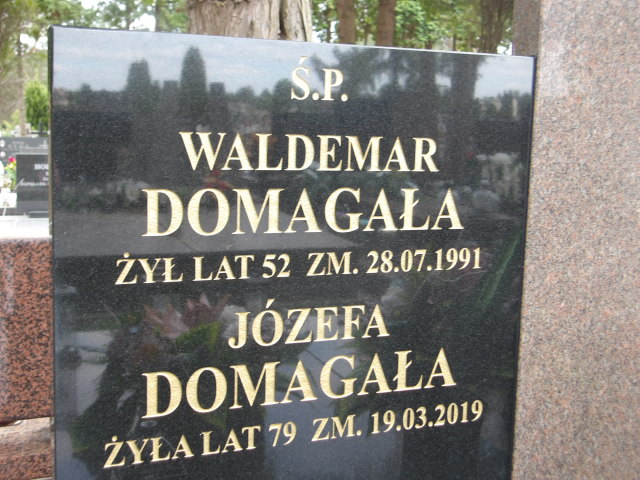 Ś.P.
WALDEMAR
DOMAGAŁA
ŻYŁ LAT 52 ZM. 28.07.1991
JÓZEFA
DOMAGAŁA
ŻYŁA LAT 79 ZM. 19.03.2019